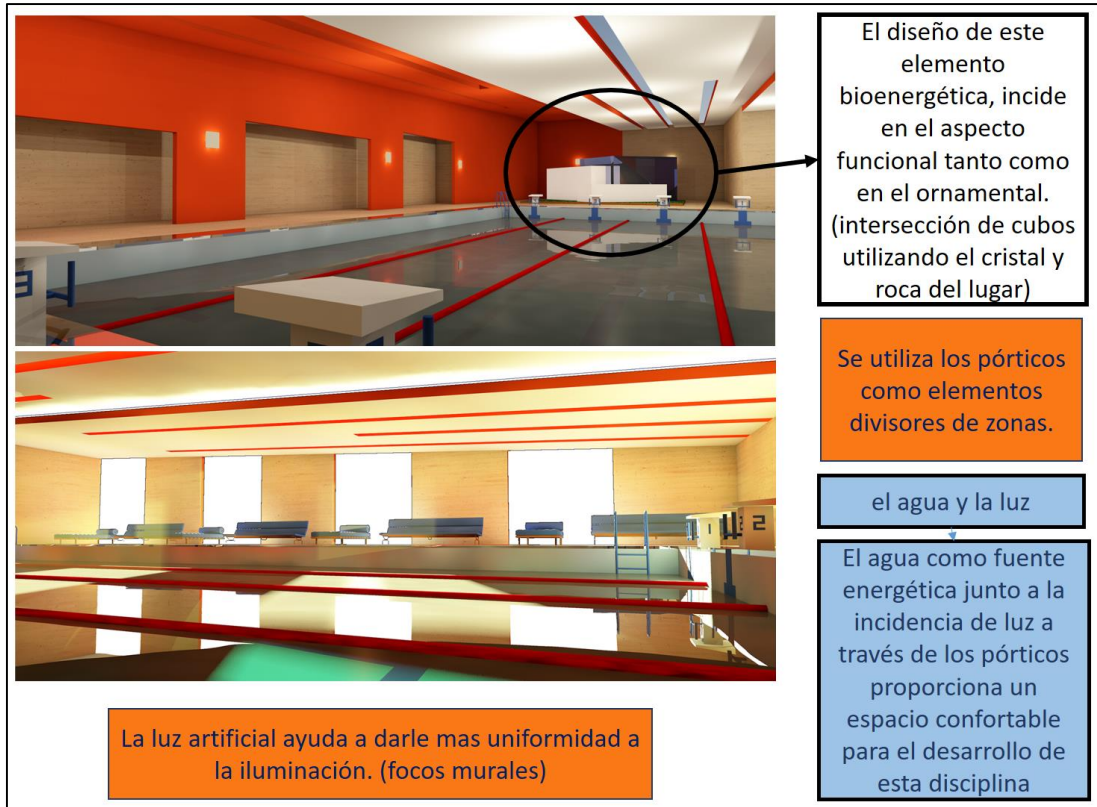 El diseño de este
elemento
bioenergética, incide
en el aspecto
funcional tanto como
en el ornamental.
(intersección de cubos
utilizando el cristal y
roca del lugar)
Se utiliza los pórticos
como elementos
divisores de zonas.
el agua y la luz
El agua como fuente
energética junto a la
incidencia de luz a
través de los pórticos
proporciona un
espacio confortable
para el desarrollo de
esta disciplina
La luz artificial ayuda a darle mas uniformidad a
la iluminación. (focos murales)
3
1
2